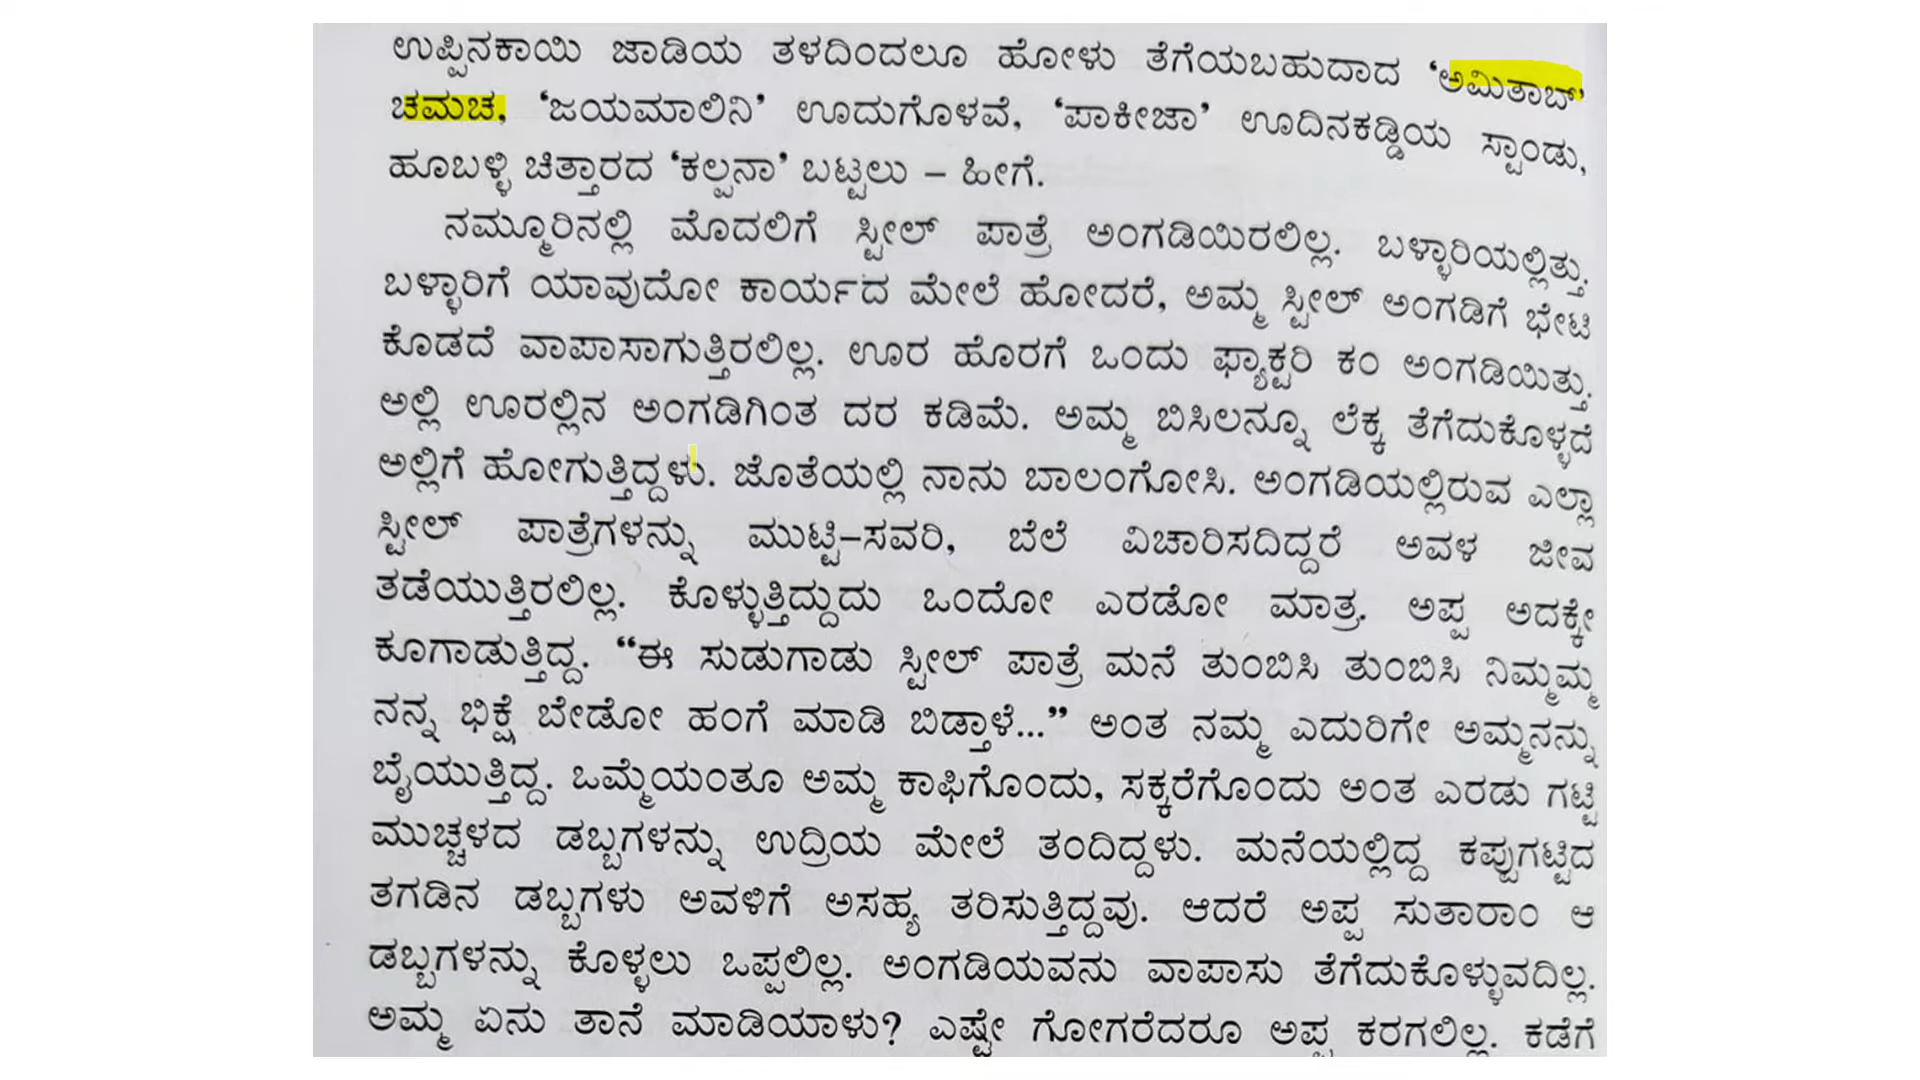 ಉಪ್ಪಿನಕಾಯಿ ಜಾಡಿಯ ತಳದಿಂದಲೂ ಹೋಳು ತೆಗೆಯಬಹುದಾದ ‘ಅಮಿತಾಬ್’
ಚಮಚ, ‘ಜಯಮಾಲಿನಿ’ ಊದುಗೊಳವೆ, ‘ಪಾಕೀಜಾ’ ಊದಿನಕಡ್ಡಿಯ ಸ್ಟಾಂಡು,
ಹೂಬಳ್ಳಿ ಚಿತ್ತಾರದ ‘ಕಲ್ಪನಾ’ ಬಟ್ಟಲು – ಹೀಗೆ.
ನಮ್ಮೂರಿನಲ್ಲಿ ಮೊದಲಿಗೆ ಸ್ಟೀಲ್ ಪಾತ್ರೆ ಅಂಗಡಿಯಿರಲಿಲ್ಲ. ಬಳ್ಳಾರಿಯಲ್ಲಿತ್ತು.
ಬಳ್ಳಾರಿಗೆ ಯಾವುದೋ ಕಾರ್ಯದ ಮೇಲೆ ಹೋದರೆ, ಅಮ್ಮ ಸ್ಟೀಲ್ ಅಂಗಡಿಗೆ ಭೇಟಿ
ಕೊಡದೆ ವಾಪಾಸಾಗುತ್ತಿರಲಿಲ್ಲ. ಊರ ಹೊರಗೆ ಒಂದು ಫ್ಯಾಕ್ಟರಿ ಕಂ ಅಂಗಡಿಯಿತ್ತು.
ಅಲ್ಲಿ ಊರಲ್ಲಿನ ಅಂಗಡಿಗಿಂತ ದರ ಕಡಿಮೆ. ಅಮ್ಮ ಬಿಸಿಲನ್ನೂ ಲೆಕ್ಕ ತೆಗೆದುಕೊಳ್ಳದೆ
ಅಲ್ಲಿಗೆ ಹೋಗುತ್ತಿದ್ದಳು. ಜೊತೆಯಲ್ಲಿ ನಾನು ಬಾಲಂಗೋಸಿ. ಅಂಗಡಿಯಲ್ಲಿರುವ ಎಲ್ಲಾ
ಸ್ಟೀಲ್ ಪಾತ್ರೆಗಳನ್ನು ಮುಟ್ಟಿ–ಸವರಿ, ಬೆಲೆ ವಿಚಾರಿಸದಿದ್ದರೆ ಅವಳ ಜೀವ
ತಡೆಯುತ್ತಿರಲಿಲ್ಲ. ಕೊಳ್ಳುತ್ತಿದ್ದುದು ಒಂದೋ ಎರಡೋ ಮಾತ್ರ. ಅಪ್ಪ ಅದಕ್ಕೇ
ಕೂಗಾಡುತ್ತಿದ್ದ. “ಈ ಸುಡುಗಾಡು ಸ್ಟೀಲ್ ಪಾತ್ರೆ ಮನೆ ತುಂಬಿಸಿ ತುಂಬಿಸಿ ನಿಮ್ಮಮ್ಮ
ನನ್ನ ಭಿಕ್ಷೆ ಬೇಡೋ ಹಂಗೆ ಮಾಡಿ ಬಿಡ್ತಾಳೆ...” ಅಂತ ನಮ್ಮ ಎದುರಿಗೇ ಅಮ್ಮನನ್ನು
ಬೈಯುತ್ತಿದ್ದ. ಒಮ್ಮೆಯಂತೂ ಅಮ್ಮ ಕಾಫಿಗೊಂದು, ಸಕ್ಕರೆಗೊಂದು ಅಂತ ಎರಡು ಗಟ್ಟಿ
ಮುಚ್ಚಳದ ಡಬ್ಬಗಳನ್ನು ಉದ್ರಿಯ ಮೇಲೆ ತಂದಿದ್ದಳು. ಮನೆಯಲ್ಲಿದ್ದ ಕಪ್ಪುಗಟ್ಟಿದ
ತಗಡಿನ ಡಬ್ಬಗಳು ಅವಳಿಗೆ ಅಸಹ್ಯ ತರಿಸುತ್ತಿದ್ದವು. ಆದರೆ ಅಪ್ಪ ಸುತಾರಾಂ ಆ
ಡಬ್ಬಗಳನ್ನು ಕೊಳ್ಳಲು ಒಪ್ಪಲಿಲ್ಲ. ಅಂಗಡಿಯವನು ವಾಪಾಸು ತೆಗೆದುಕೊಳ್ಳುವದಿಲ್ಲ.
ಅಮ್ಮ ಏನು ತಾನೆ ಮಾಡಿಯಾಳು? ಎಷ್ಟೇ ಗೋಗರೆದರೂ ಅಪ್ಪ ಕರಗಲಿಲ್ಲ. ಕಡೆಗೆ